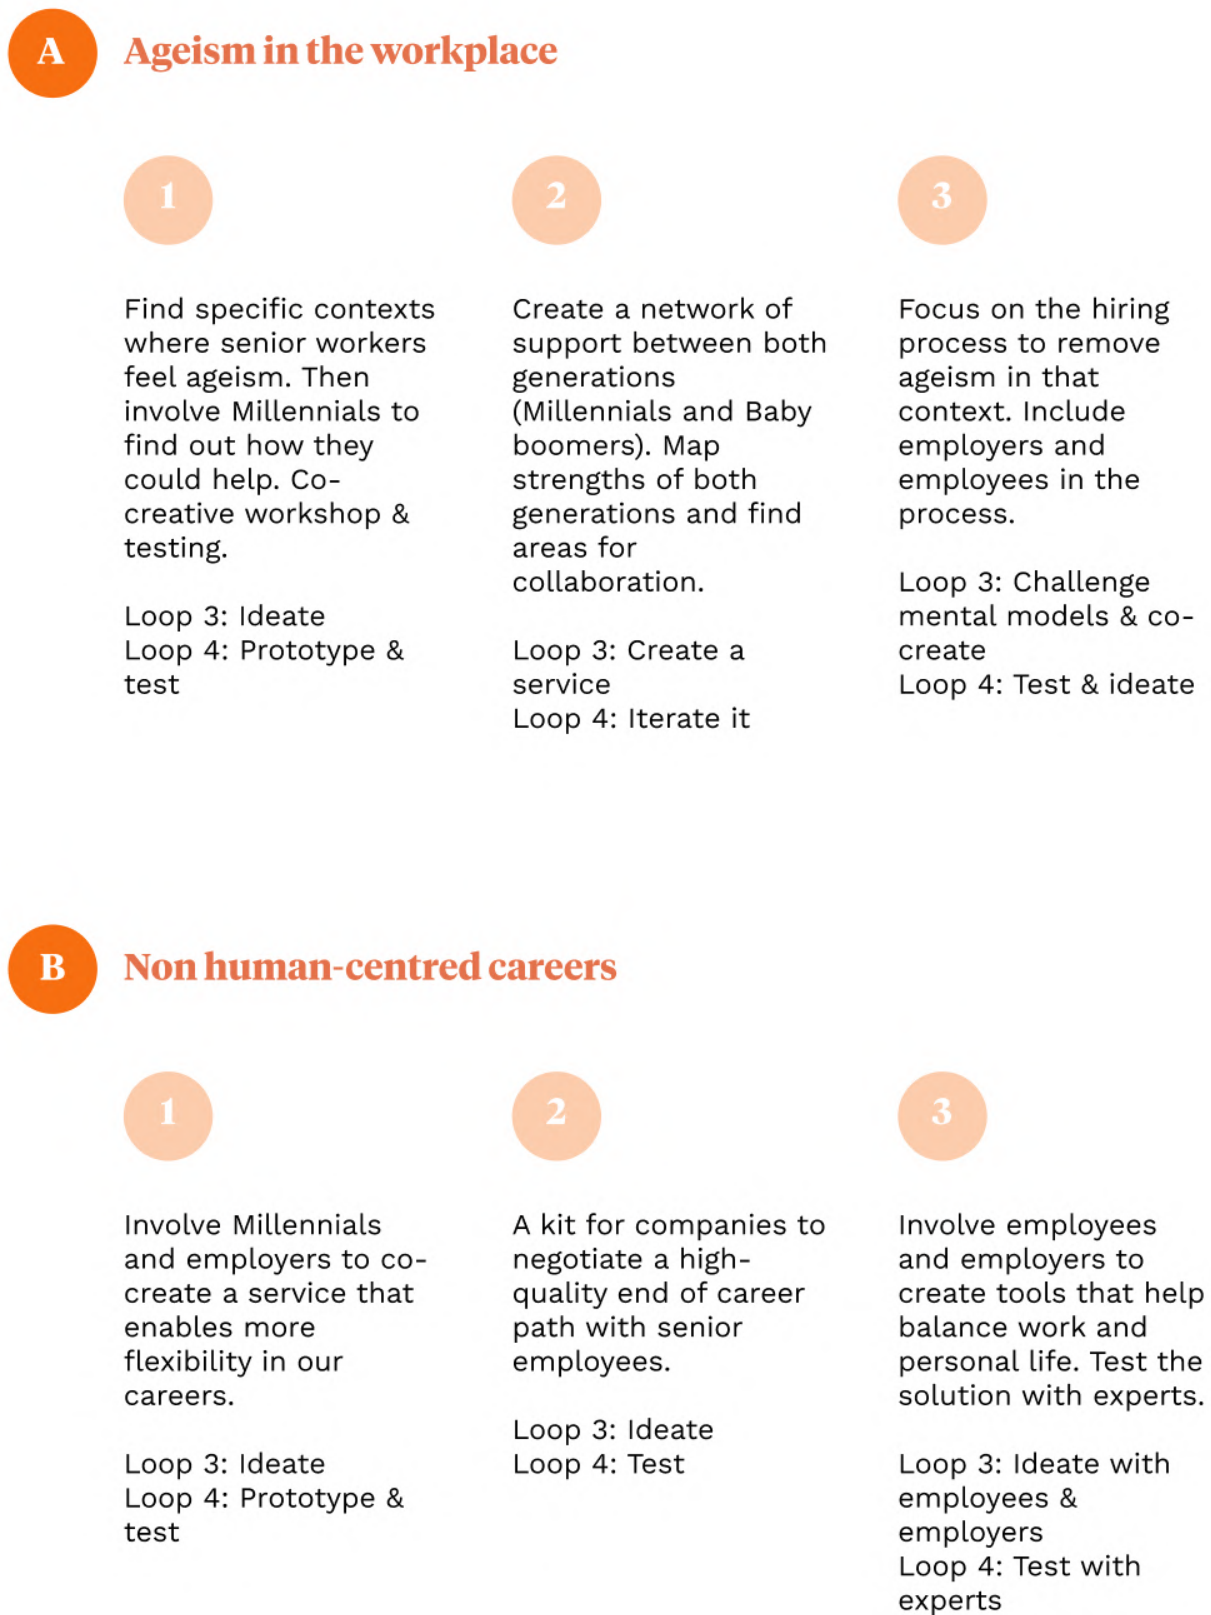 A
Ageism in the workplace
1
Find specific contexts
where senior workers
feel ageism. Then
involve Millennials to
find out how they
could help. Co-
creative workshop &
testing.
Loop 3: Ideate
Loop 4: Prototype &
test
2
Create a network of
support between both
generations
(Millennials and Baby
boomers). Map
strengths of both
generations and find
areas for
collaboration.
Loop 3: Create a
service
Loop 4: Iterate it
3
Focus on the hiring
process to remove
ageism in that
context. Include
employers and
employees in the
process.
Loop 3: Challenge
mental models & co-
create
Loop 4: Test & ideate
B
Non human-centred careers
1
Involve Millennials
and employers to co-
create a service that
enables more
flexibility in our
careers.
Loop 3: Ideate
Loop 4: Prototype &
test
2
A kit for companies to
negotiate a high-
quality end of career
path with senior
employees.
Loop 3: Ideate
Loop 4: Test
3
Involve employees
and employers to
create tools that help
balance work and
personal life. Test the
solution with experts.
Loop 3: Ideate with
employees &
employers
Loop 4: Test with
experts